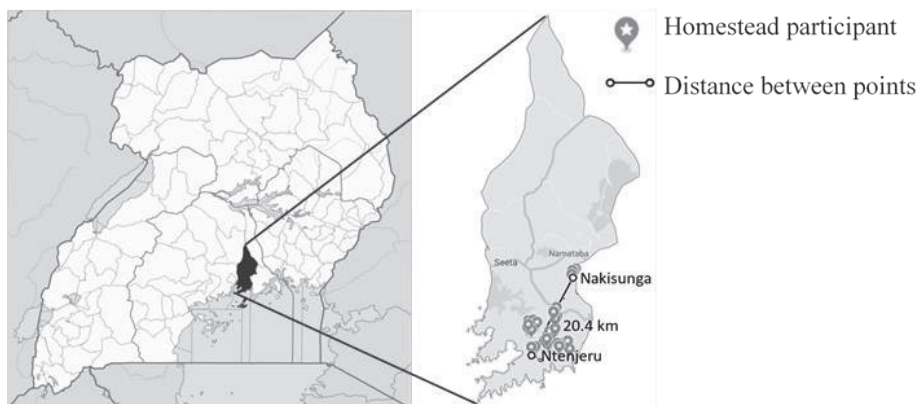 Homestead participant
Distance between points
Seeta
Namataba
Nakisunga
20.4 km
Ntenjeru